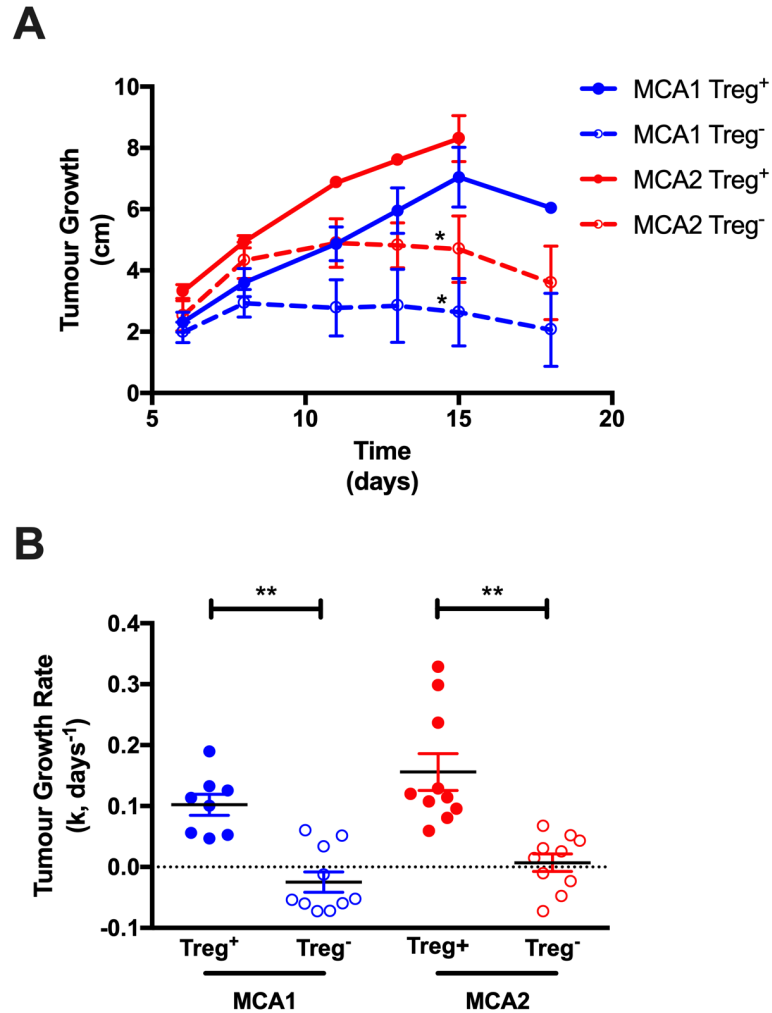 A
10
8
6
4
2
0
5
10
15
20
Tumour Growth
(cm)
Time
(days)
*
*
MCA1 Treg⁺
MCA1 Treg⁻
MCA2 Treg⁺
MCA2 Treg⁻
B
**
**
0.4
0.3
0.2
0.1
0.0
-0.1
Tumour Growth Rate
(k, days⁻¹)
Treg⁺
Treg⁻
Treg+
Treg⁻
MCA1
MCA2